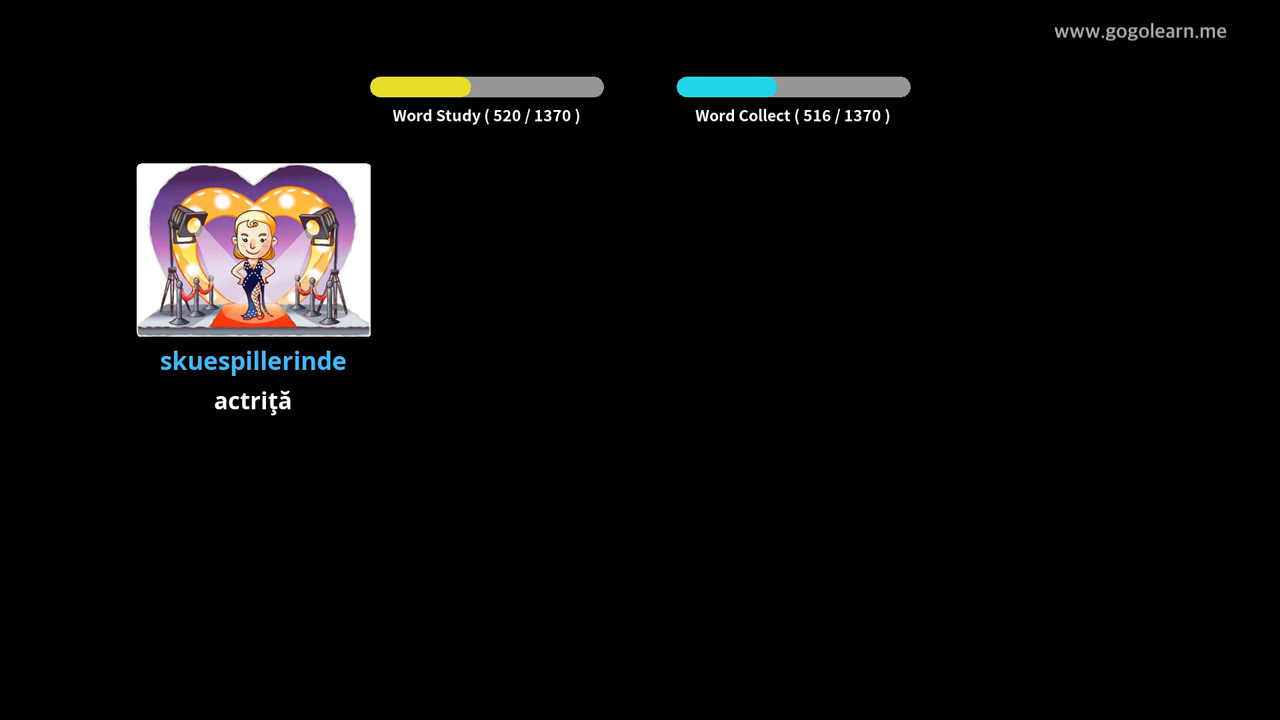 www.gogolearn.me
Word Study ( 520 / 1370 )
Word Collect ( 516 / 1370 )
skuespillerinde
actriţă